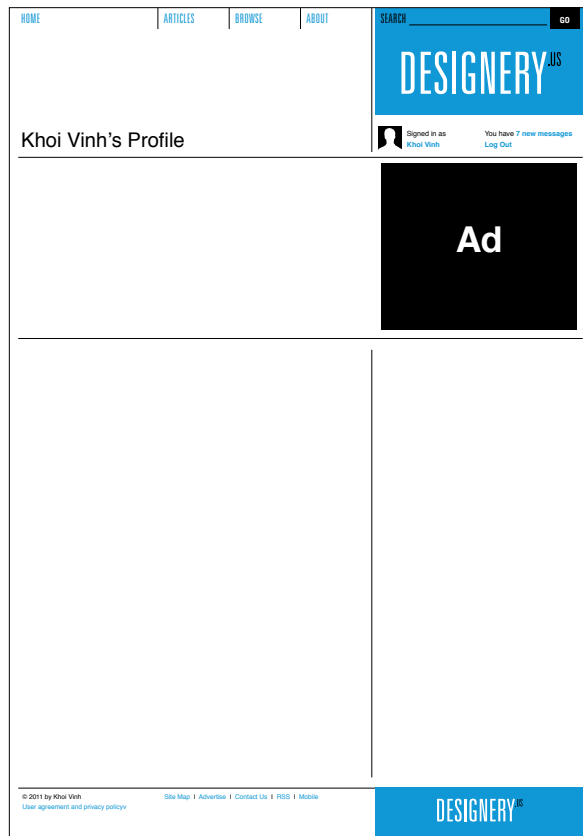 HOME ARTICLES BROWSE ABOUT SEARCH GO
DESIGNERY.US
Khoi Vinh’s Profile
Signed in as
Khoi Vinh
You have 7 new messages
Log Out
Ad
© 2011 by Khoi Vinh
User agreement and privacy policyv
Site Map I Advertise I Contact Us I RSS I Mobile
DESIGNERY.US